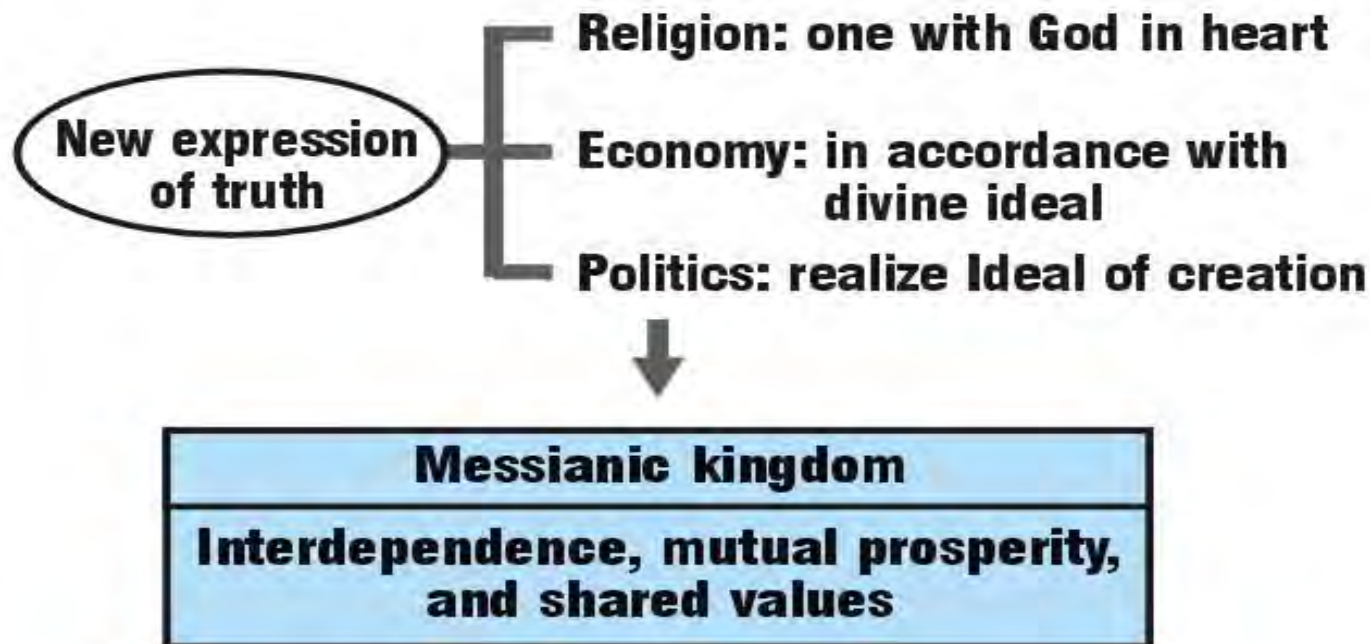 Religion: one with God in heart
New expression
of truth
Economy: in accordance with
divine ideal
Politics: realize Ideal of creation
Messianic kingdom
Interdependence, mutual prosperity,
and shared values